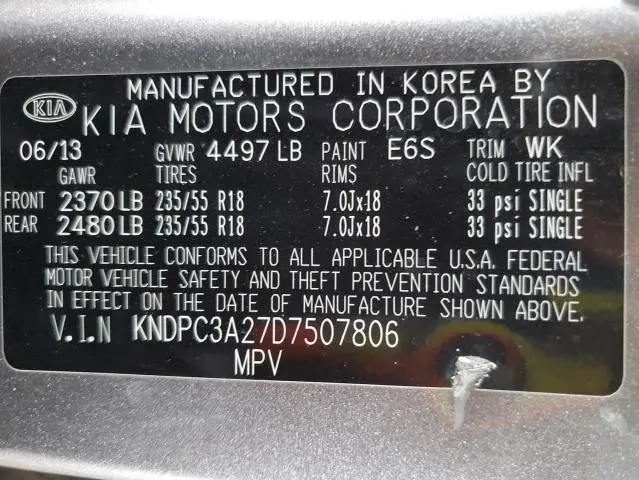 MANUFACTURED IN KOREA BY
KIA KIA MOTORS CORPORATION
06/13 GVWR 4497 LB PAINT E6S TRIM WK
GAWR TIRES RIMS COLD TIRE INFL
FRONT 2370 LB 235/55 R18 7.0Jx18 33 psi SINGLE
REAR 2480 LB 235/55 R18 7.0Jx18 33 psi SINGLE
THIS VEHICLE CONFORMS TO ALL APPLICABLE U.S.A. FEDERAL
MOTOR VEHICLE SAFETY AND THEFT PREVENTION STANDARDS
IN EFFECT ON THE DATE OF MANUFACTURE SHOWN ABOVE.
V.I.N KNDPC3A27D7507806
MPV